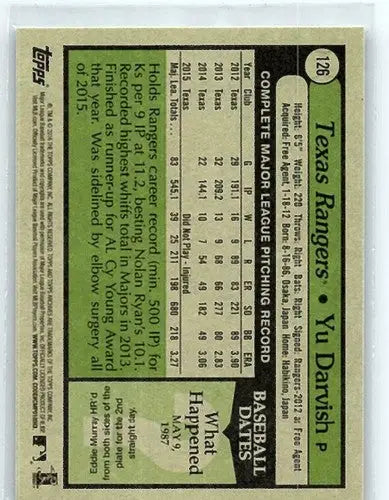 126
Texas Rangers® • Yu Darvish P
Height: 6'5" Weight: 220 Throws: Right Bats: Right Signed: Rangers-2012 as Free Agent
Acquired: Free Agent, 1-18-12 Born: 8-16-86, Osaka, Japan Home: Habikino, Japan
COMPLETE MAJOR LEAGUE PITCHING RECORD
Year Club G IP W L R ER SO BB ERA
2012 Texas 29 191.1 16 9 89 83 221 89 3.90
2013 Texas 32 209.2 13 9 68 66 277 80 2.83
2014 Texas 22 144.1 10 7 54 49 182 49 3.06
2015 Texas Did Not Play - Injured
Maj. Lea. Totals . . . 83 545.1 39 25 211 198 680 218 3.27
Holds Rangers career record (min. 500 IP) for
Ks per 9 IP at 11.2, besting Nolan Ryan's 10.1.
Recorded highest whiffs total in Majors in 2013.
Finished as runner-up for AL Cy Young Award
that year. Was sidelined by elbow surgery all
of 2015.
BASEBALL
DATES
What
Happened
MAY 9,
1987
Eddie Murray HR'd
from both sides of the
plate for the 2nd
straight day.
topps